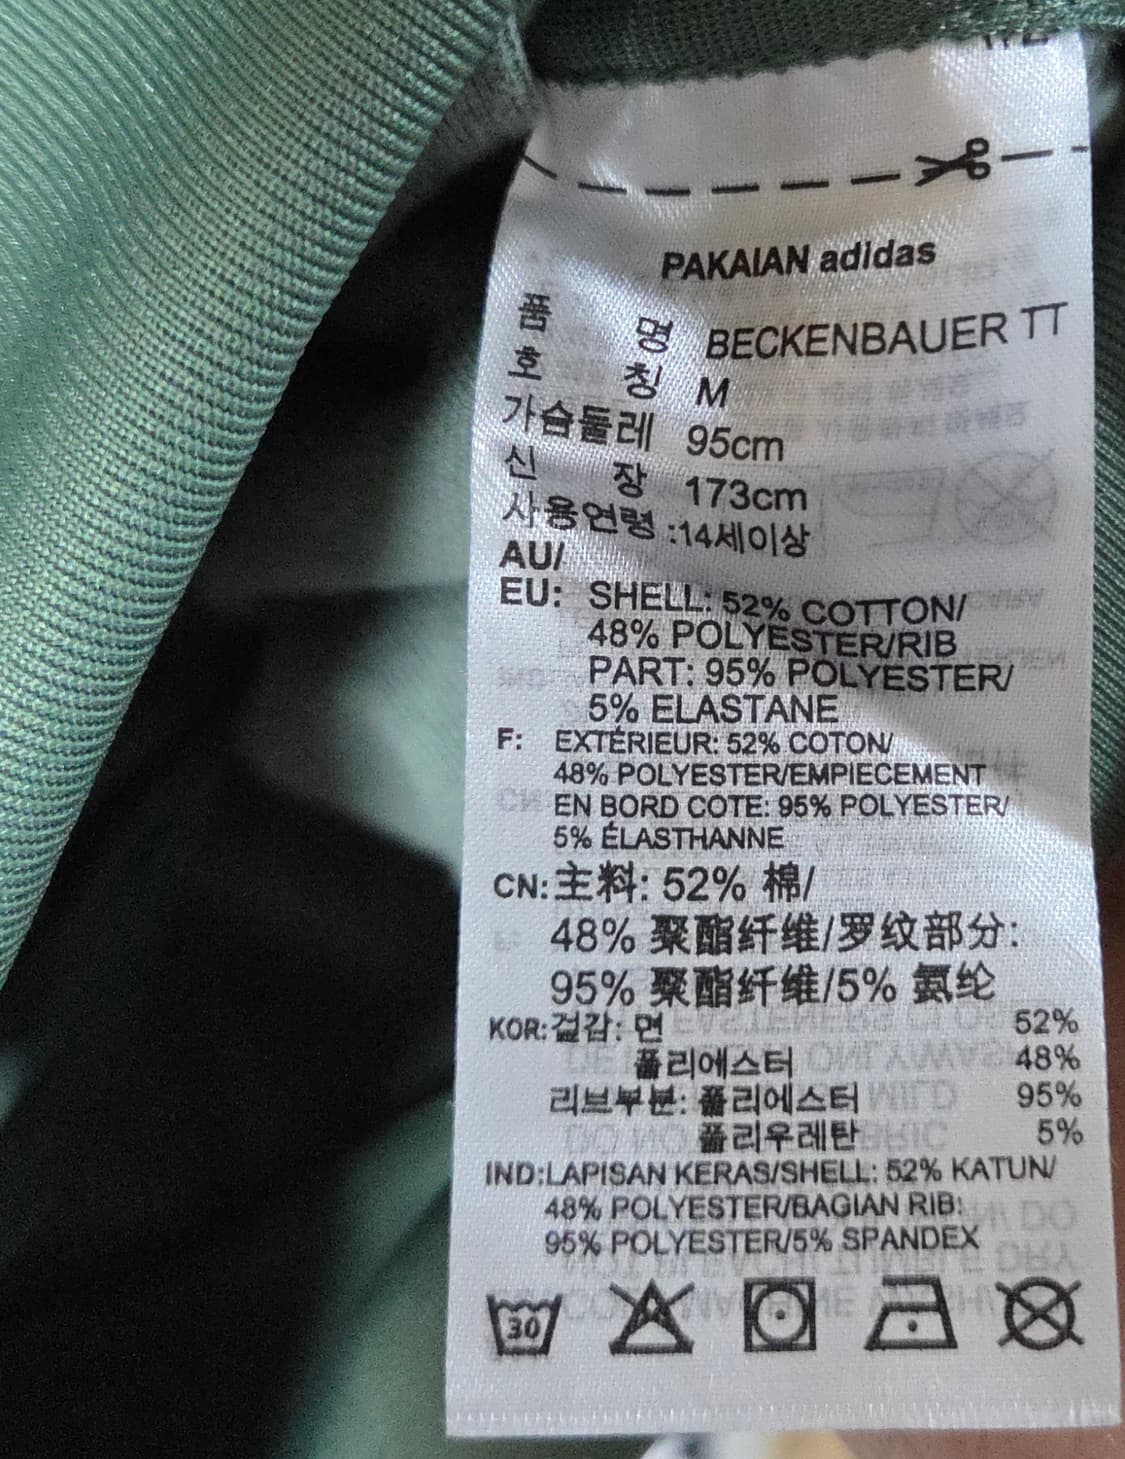 PAKAIAN adidas
품 명 BECKENBAUER TT
호 칭 M
가슴둘레 95cm
신 장 173cm
사용연령 :14세이상
AU/
EU: SHELL: 52% COTTON/
48% POLYESTER/RIB
PART: 95% POLYESTER/
5% ELASTANE
F: EXTÉRIEUR: 52% COTON/
48% POLYESTER/EMPIECEMENT
EN BORD COTE: 95% POLYESTER/
5% ÉLASTHANNE
CN: 主料: 52% 棉/
48% 聚酯纤维/罗纹部分:
95% 聚酯纤维/5% 氨纶
KOR: 겉감: 면 52%
폴리에스터 48%
리브부분: 폴리에스터 95%
폴리우레탄 5%
IND:LAPISAN KERAS/SHELL: 52% KATUN/
48% POLYESTER/BAGIAN RIB:
95% POLYESTER/5% SPANDEX
30